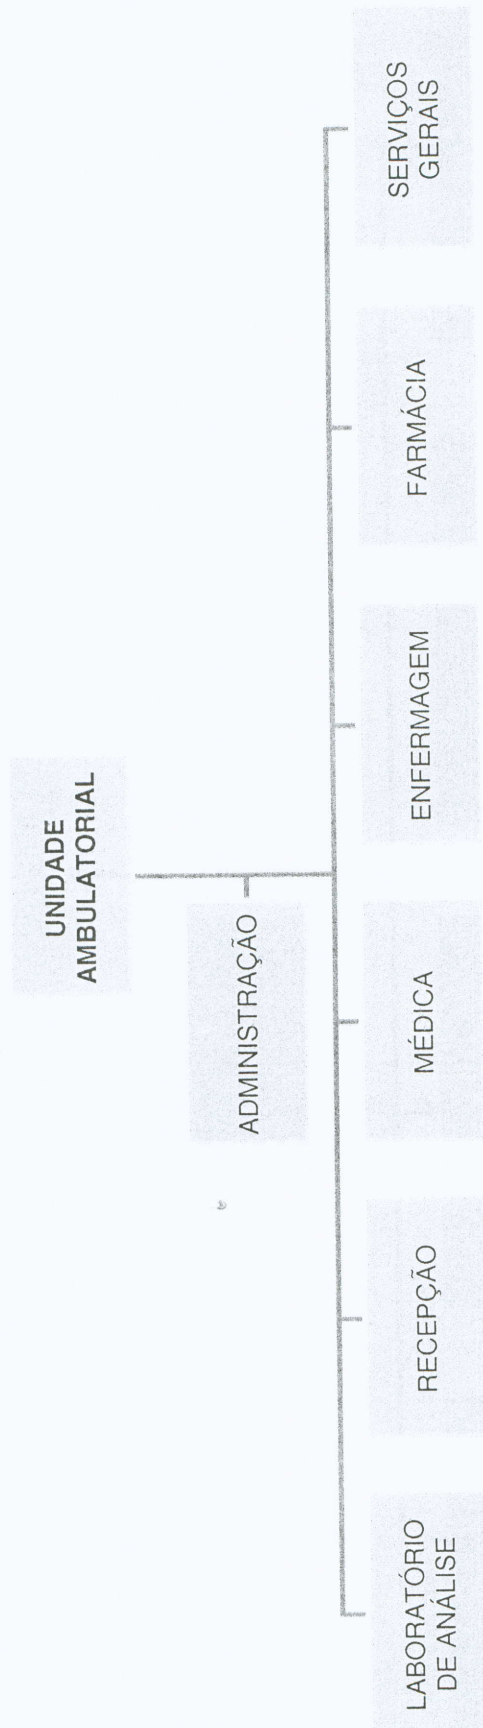 UNIDADE
AMBULATORIAL
ADMINISTRAÇÃO
LABORATÓRIO
DE ANÁLISE
RECEPÇÃO
MÉDICA
ENFERMAGEM
FARMÁCIA
SERVIÇOS
GERAIS